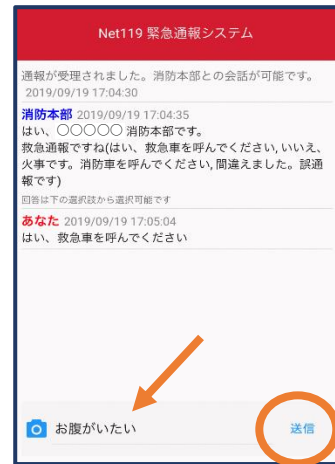 Net119 緊急通報システム
通報が受理されました。消防本部との会話が可能です。
2019/09/19 17:04:30
消防本部 2019/09/19 17:04:35
はい、○○○○○ 消防本部です。
救急通報ですね(はい、救急車を呼んでください, いいえ、
火事です。消防車を呼んでください, 間違えました。誤通
報です)
回答は下の選択肢から選択可能です
あなた 2019/09/19 17:05:04
はい、救急車を呼んでください
お腹がいたい
送信